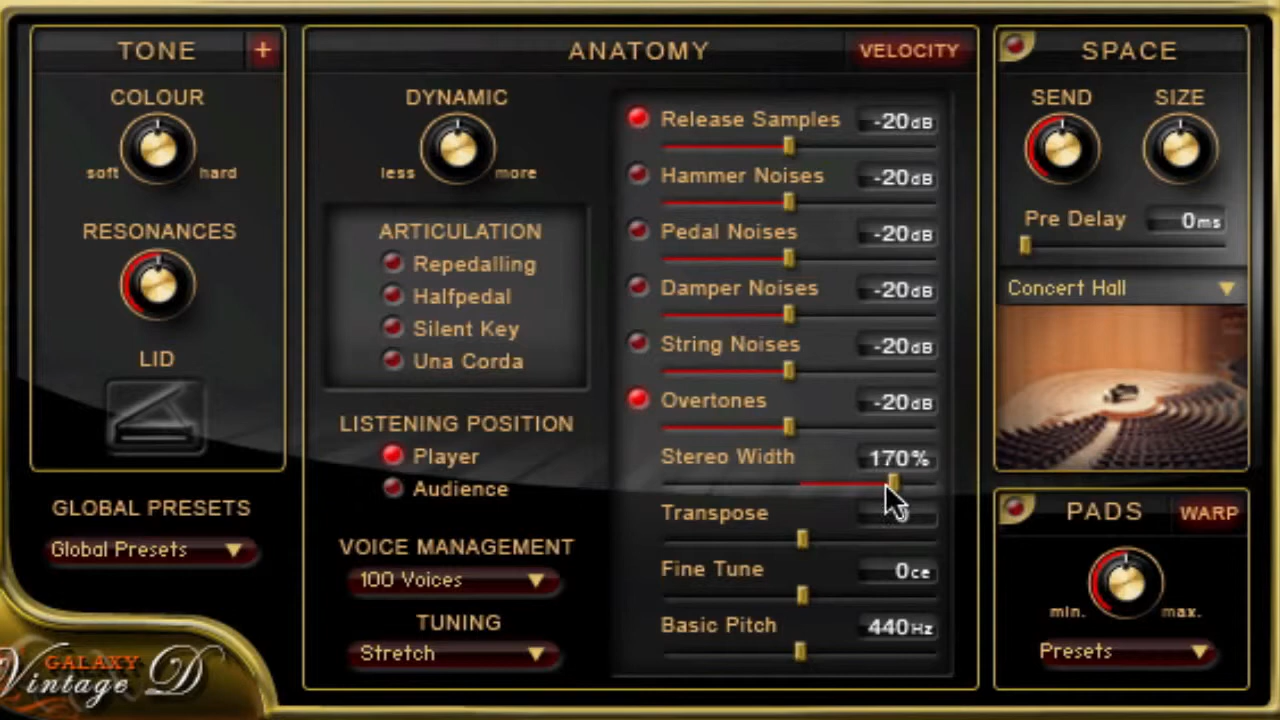 TONE +
COLOUR
soft hard
RESONANCES
LID
GLOBAL PRESETS
Global Presets
GALAXY
Vintage D
ANATOMY VELOCITY
DYNAMIC
less more
ARTICULATION
Repedalling
Halfpedal
Silent Key
Una Corda
LISTENING POSITION
Player
Audience
VOICE MANAGEMENT
100 Voices
TUNING
Stretch
Release Samples -20dB
Hammer Noises -20dB
Pedal Noises -20dB
Damper Noises -20dB
String Noises -20dB
Overtones -20dB
Stereo Width 170%
Transpose
Fine Tune 0ce
Basic Pitch 440Hz
SPACE
SEND SIZE
Pre Delay 0ms
Concert Hall
PADS WARP
min. max.
Presets